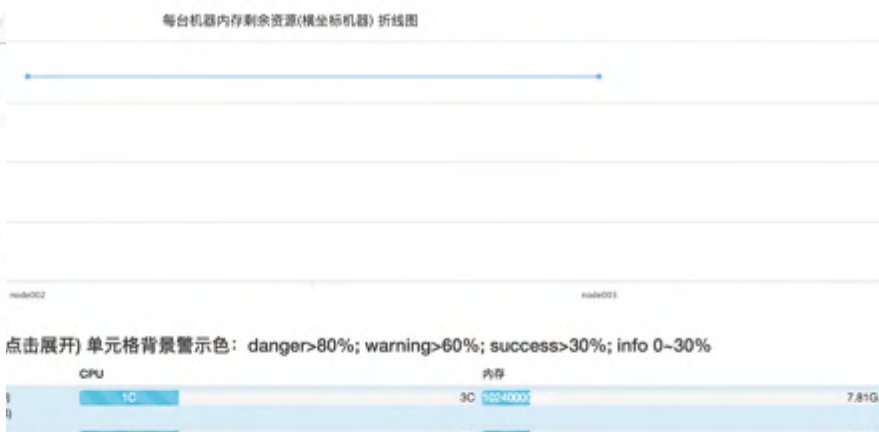 每台机器内存剩余资源(横坐标机器) 折线图
node002 node003
点击展开) 单元格背景警示色：danger>80%; warning>60%; success>30%; info 0~30%
CPU 内存
1C 3C 10240000 7.81G